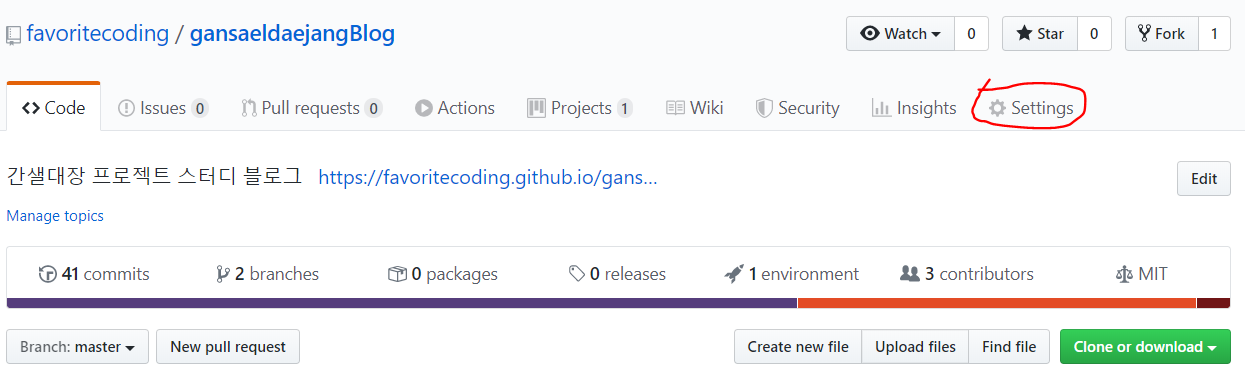 favoritecoding / gansaeldaejangBlog
Watch 0 Star 0 Fork 1
Code Issues 0 Pull requests 0 Actions Projects 1 Wiki Security Insights Settings
간샐대장 프로젝트 스터디 블로그 https://favoritecoding.github.io/gans... Edit
Manage topics
41 commits 2 branches 0 packages 0 releases 1 environment 3 contributors MIT
Branch: master New pull request Create new file Upload files Find file Clone or download